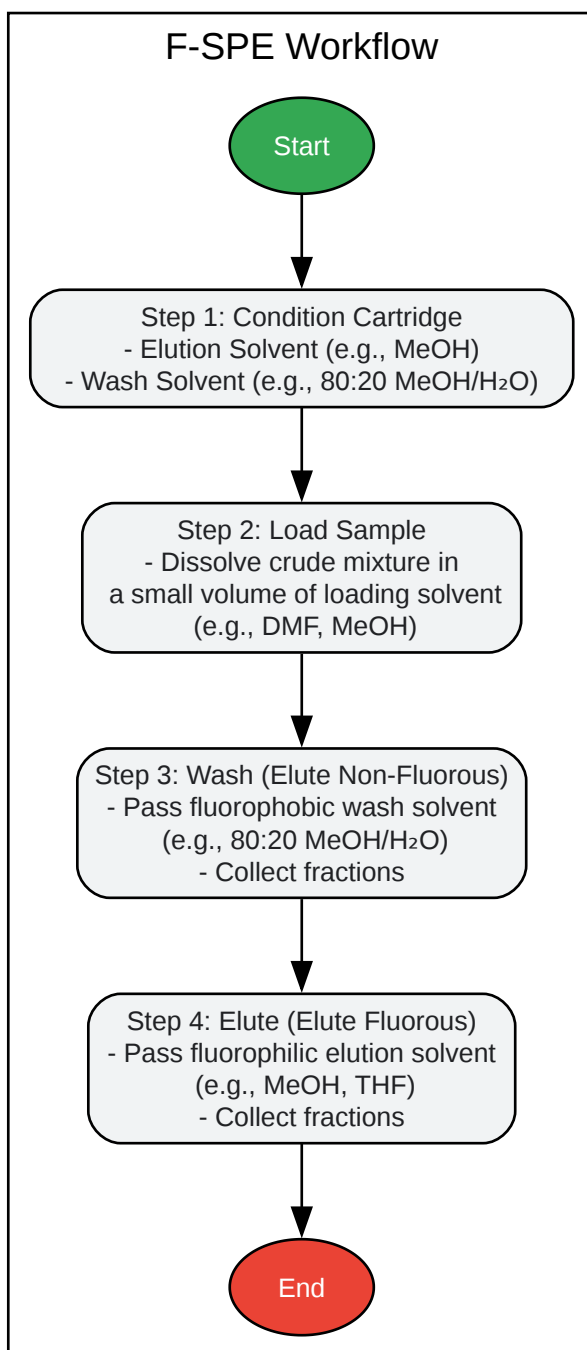 F-SPE Workflow
Start
Step 1: Condition Cartridge
- Elution Solvent (e.g., MeOH)
- Wash Solvent (e.g., 80:20 MeOH/H₂O)
Step 2: Load Sample
- Dissolve crude mixture in
a small volume of loading solvent
(e.g., DMF, MeOH)
Step 3: Wash (Elute Non-Fluorous)
- Pass fluorophobic wash solvent
(e.g., 80:20 MeOH/H₂O)
- Collect fractions
Step 4: Elute (Elute Fluorous)
- Pass fluorophilic elution solvent
(e.g., MeOH, THF)
- Collect fractions
End